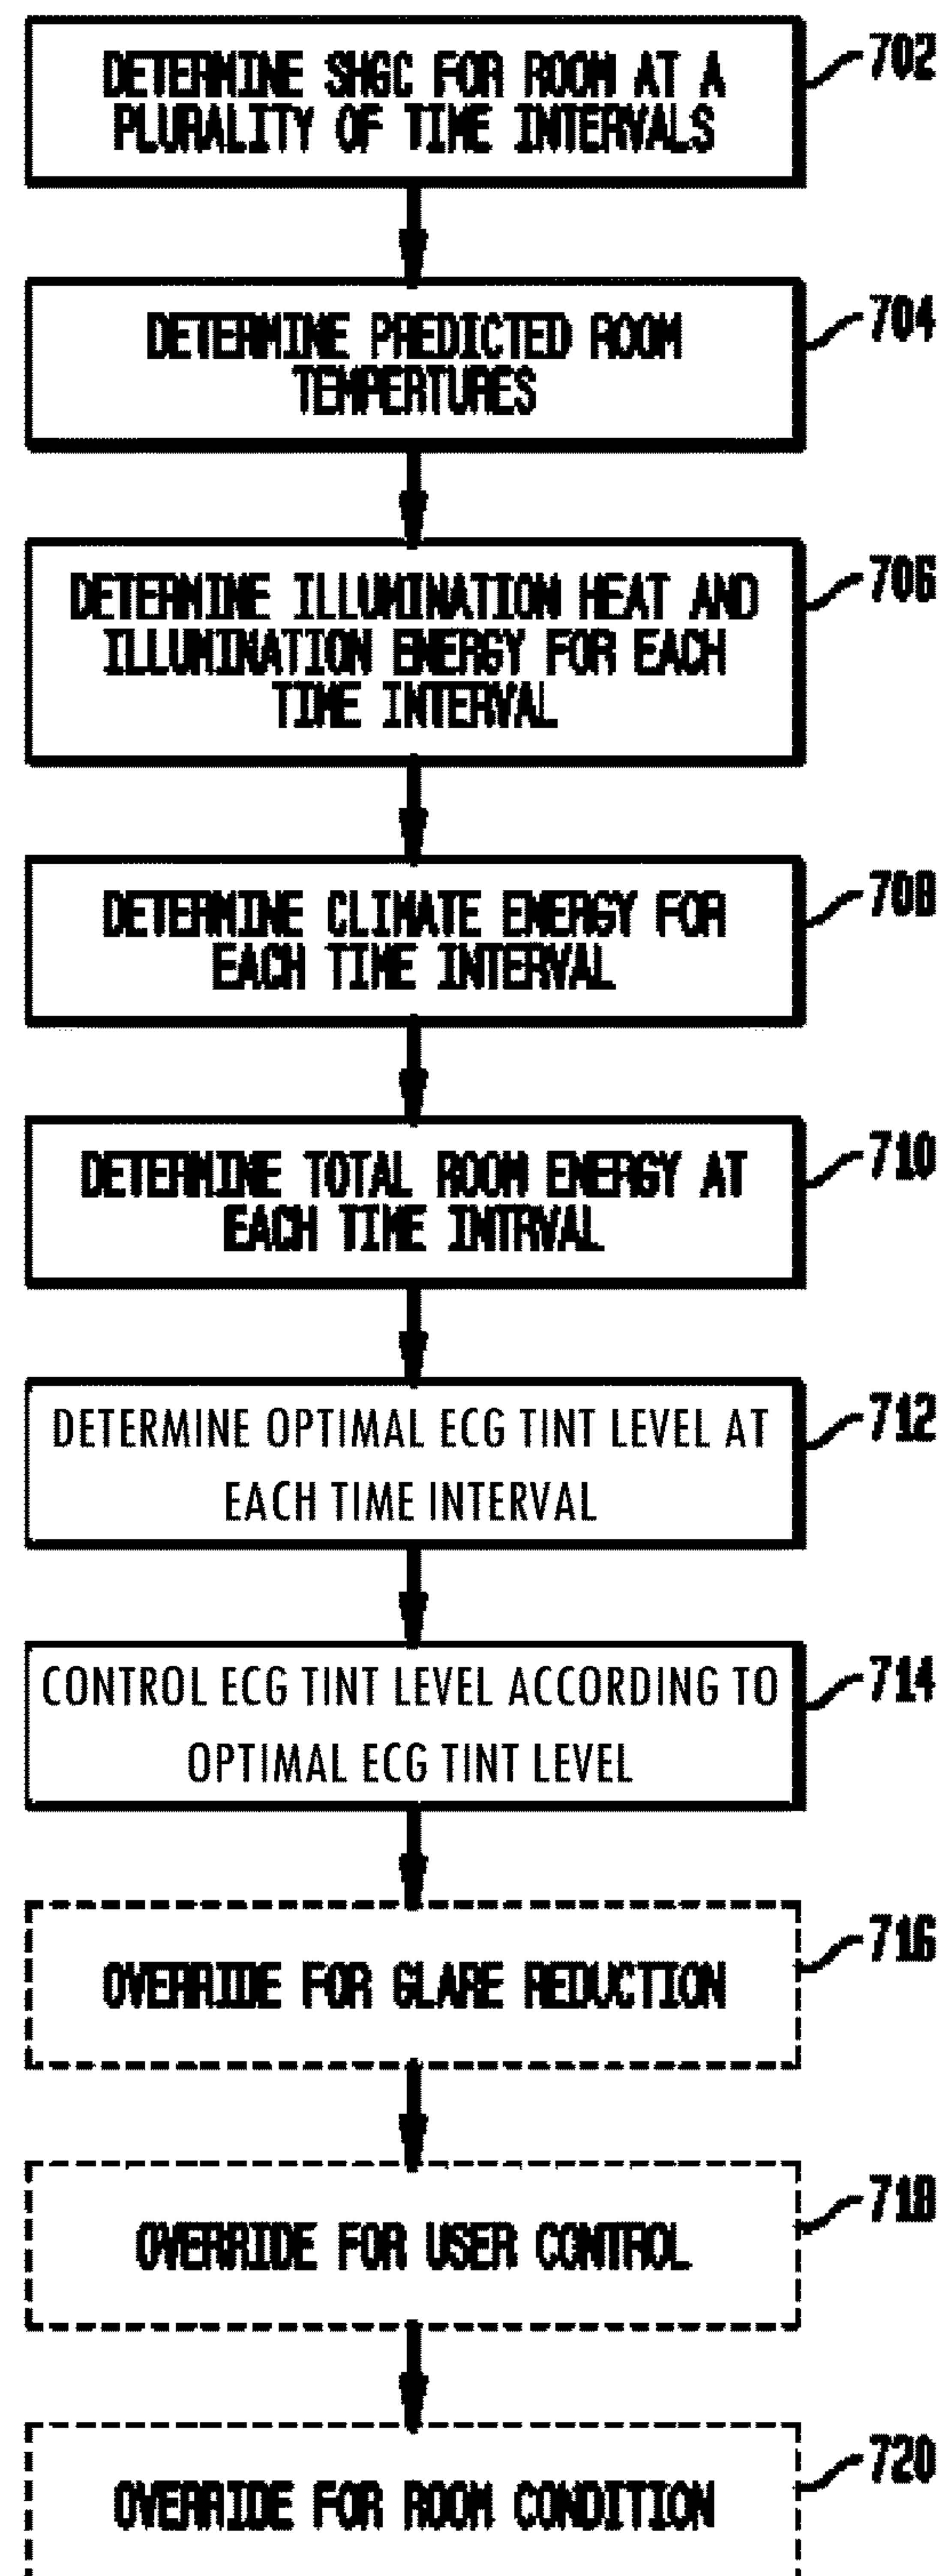 DETERMINE SHGC FOR ROOM AT A
PLURALITY OF TIME INTERVALS
702
DETERMINE PREDICTED ROOM
TEMPERTURES
704
DETERMINE ILLUMINATION HEAT AND
ILLUMINATION ENERGY FOR EACH
TIME INTERVAL
706
DETERMINE CLIMATE ENERGY FOR
EACH TIME INTERVAL
708
DETERMINE TOTAL ROOM ENERGY AT
EACH TIME INTRVAL
710
DETERMINE OPTIMAL ECG TINT LEVEL AT
EACH TIME INTERVAL
712
CONTROL ECG TINT LEVEL ACCORDING TO
OPTIMAL ECG TINT LEVEL
714
OVERRIDE FOR GLARE REDUCTION
716
OVERRIDE FOR USER CONTROL
718
OVERRIDE FOR ROOM CONDITION
720